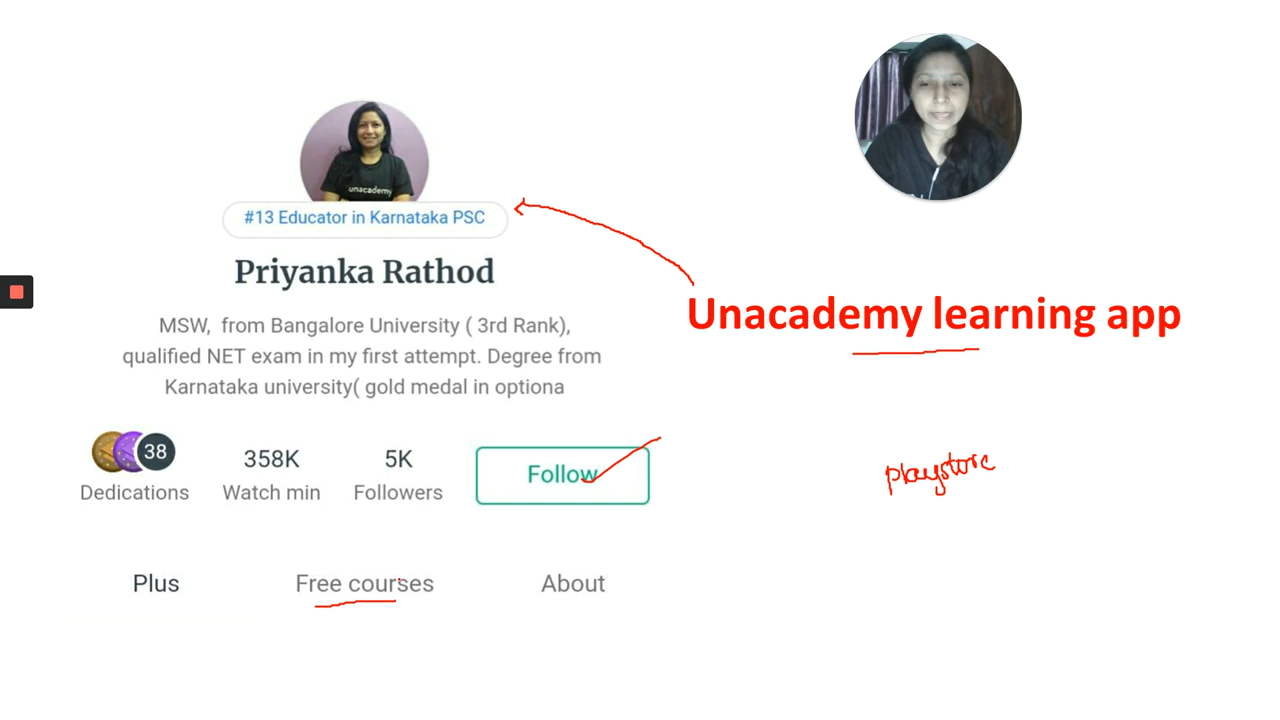 unacademy
#13 Educator in Karnataka PSC
Priyanka Rathod
MSW, from Bangalore University ( 3rd Rank),
qualified NET exam in my first attempt. Degree from
Karnataka university( gold medal in optiona
Unacademy learning app
38
358K
5K
Follow
Dedications
Watch min
Followers
playstore
Plus
Free courses
About